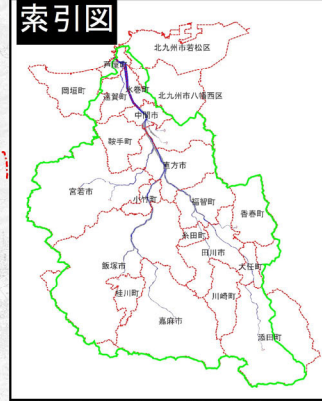 索引図
北九州市若松区
芦屋町
水巻町
岡垣町
遠賀町
北九州市八幡西区
中間市
鞍手町
直方市
宮若市
小竹町
福智町
香春町
糸田町
田川市
飯塚市
大任町
桂川町
川崎町
嘉麻市
添田町